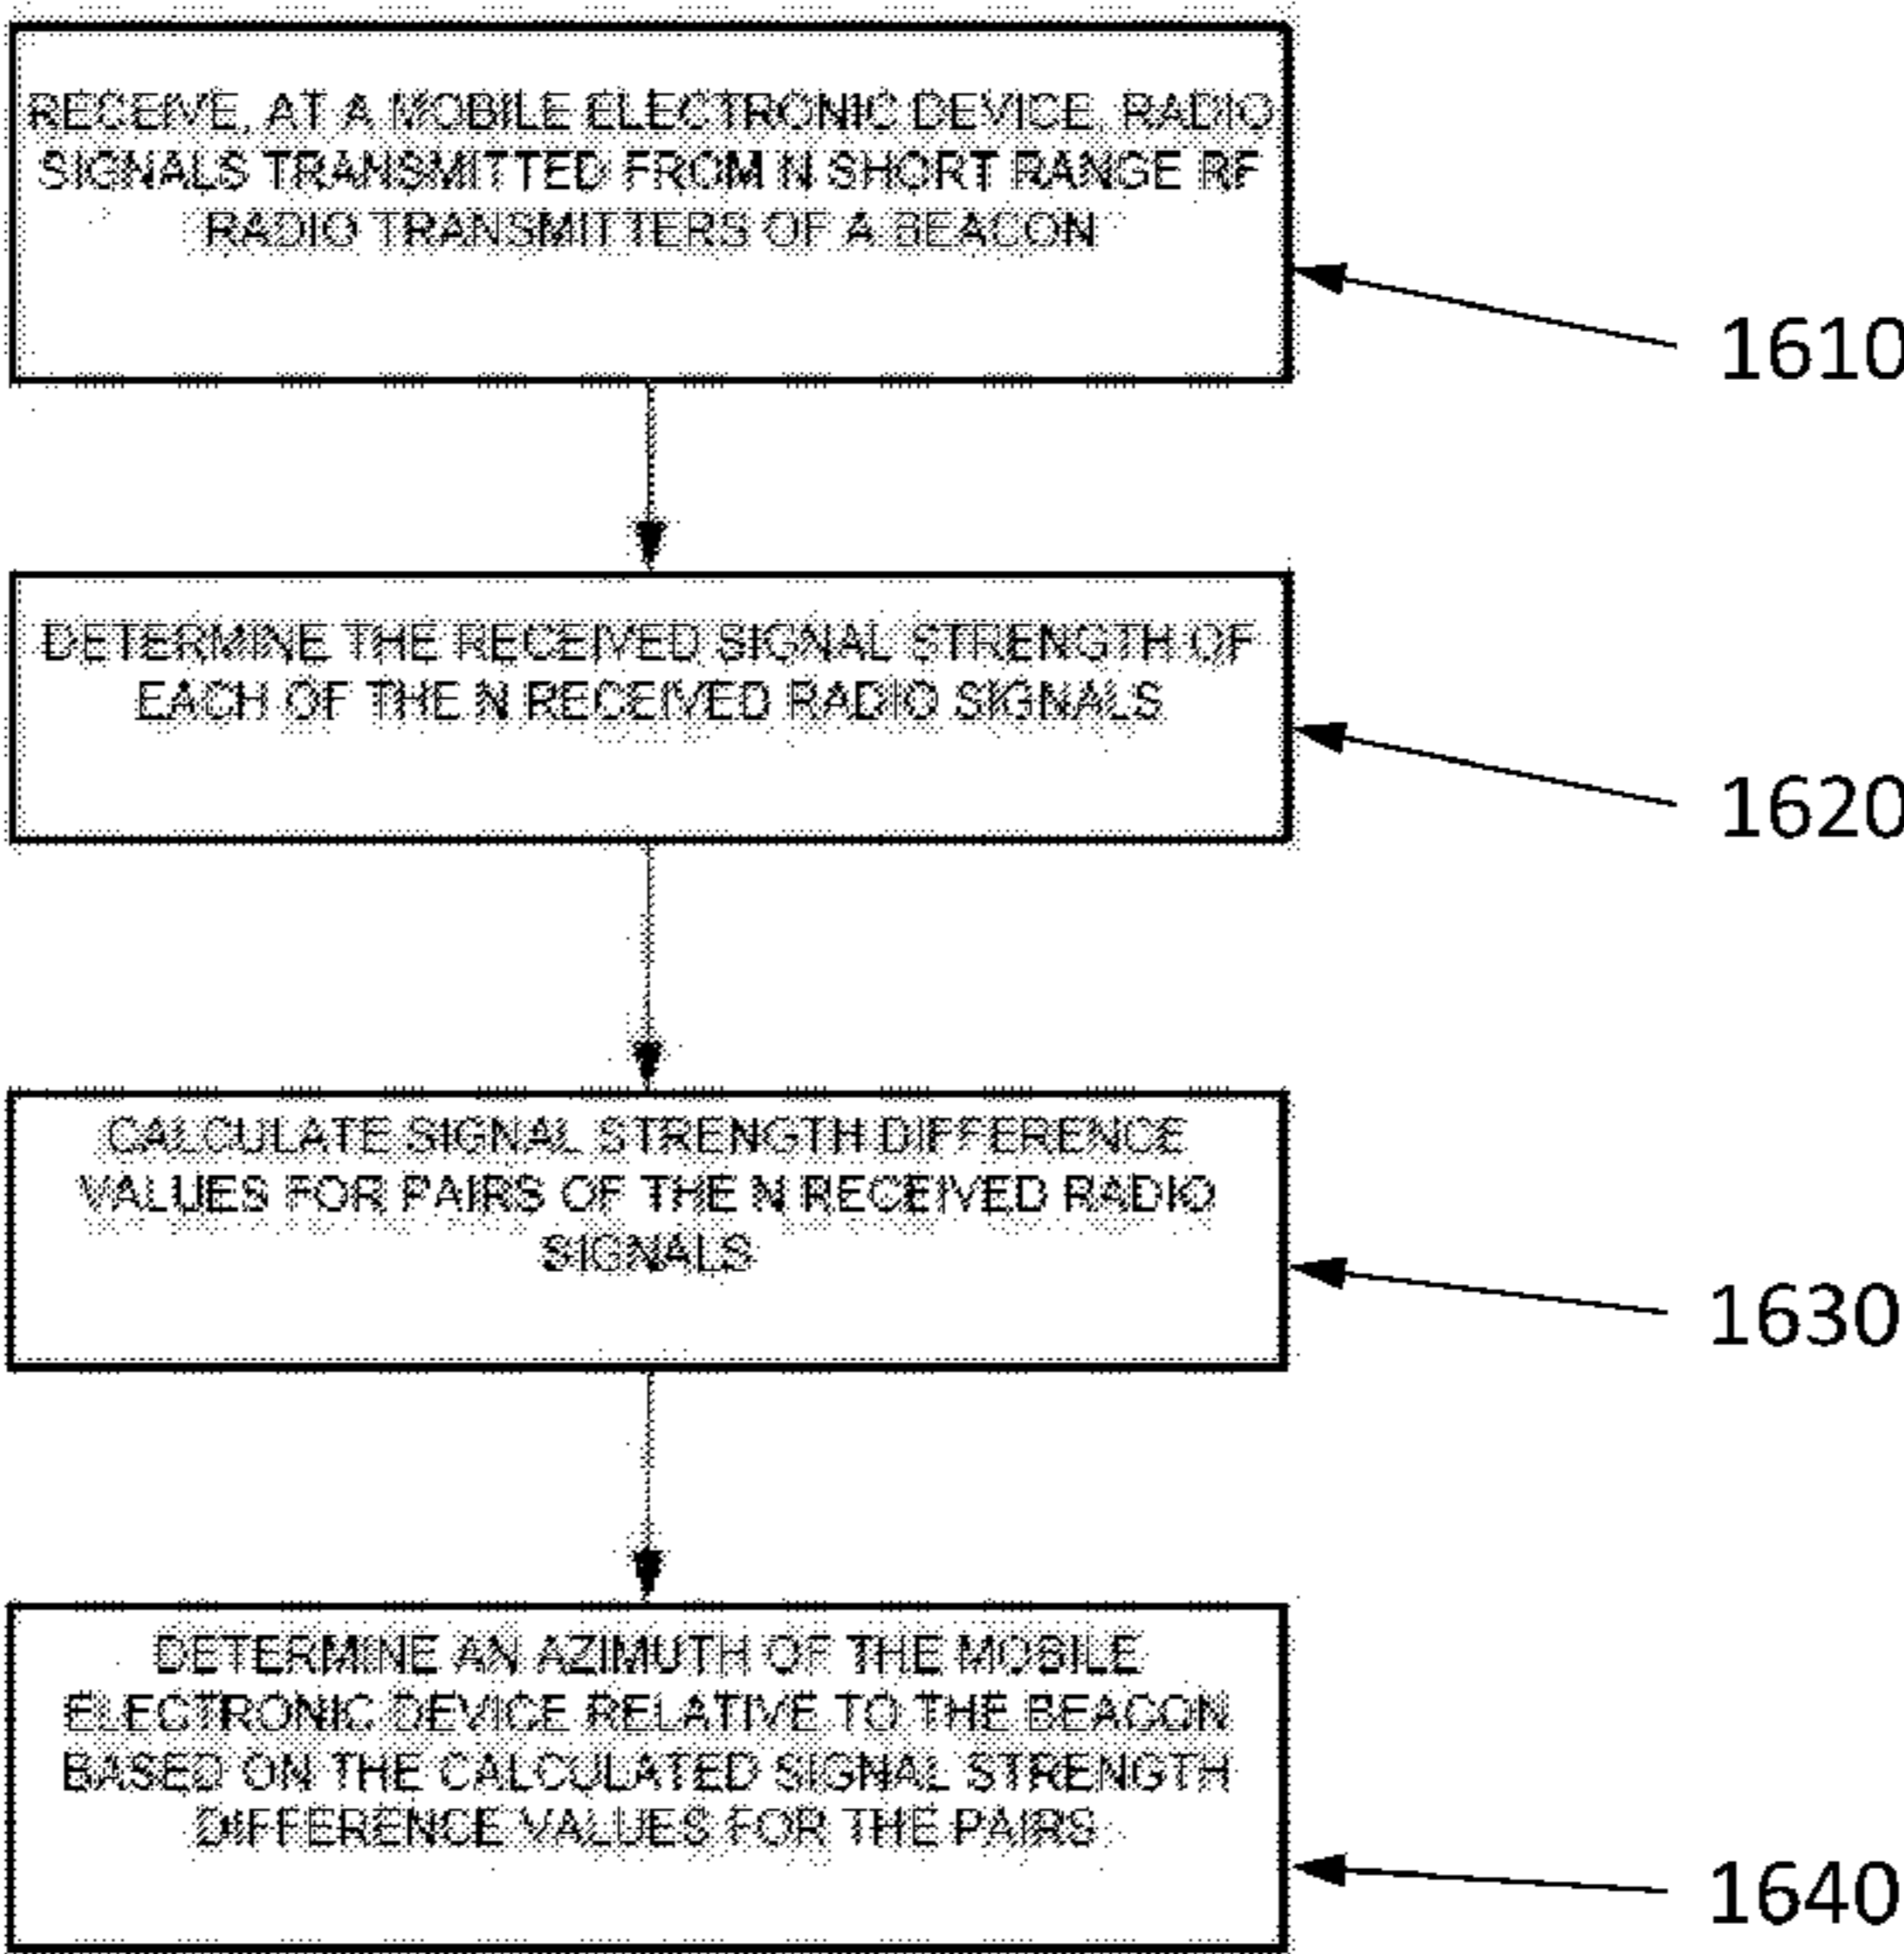 RECEIVE, AT A MOBILE ELECTRONIC DEVICE, RADIO
SIGNALS TRANSMITTED FROM N SHORT RANGE RF
RADIO TRANSMITTERS OF A BEACON
1610
DETERMINE THE RECEIVED SIGNAL STRENGTH OF
EACH OF THE N RECEIVED RADIO SIGNALS
1620
CALCULATE SIGNAL STRENGTH DIFFERENCE
VALUES FOR PAIRS OF THE N RECEIVED RADIO
SIGNALS
1630
DETERMINE AN AZIMUTH OF THE MOBILE
ELECTRONIC DEVICE RELATIVE TO THE BEACON
BASED ON THE CALCULATED SIGNAL STRENGTH
DIFFERENCE VALUES FOR THE PAIRS
1640